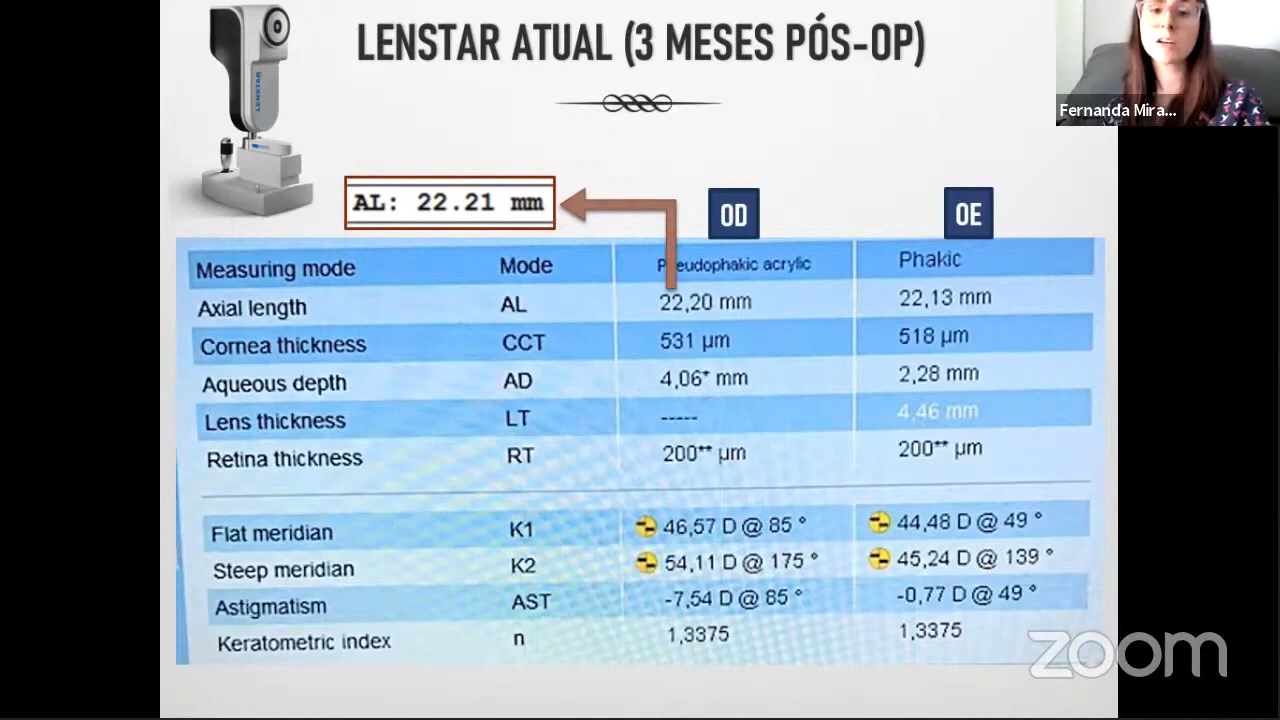 LENSTAR ATUAL (3 MESES PÓS-OP)
Fernanda Mira...
LENSTAR
AL: 22.21 mm
OD
OE
Measuring mode Mode Pseudophakic acrylic Phakic
Axial length AL 22,20 mm 22,13 mm
Cornea thickness CCT 531 µm 518 µm
Aqueous depth AD 4,06* mm 2,28 mm
Lens thickness LT ----- 4,46 mm
Retina thickness RT 200** µm 200** µm
Flat meridian K1 46,57 D @ 85 ° 44,48 D @ 49 °
Steep meridian K2 54,11 D @ 175 ° 45,24 D @ 139 °
Astigmatism AST -7,54 D @ 85 ° -0,77 D @ 49 °
Keratometric index n 1,3375 1,3375
zoom